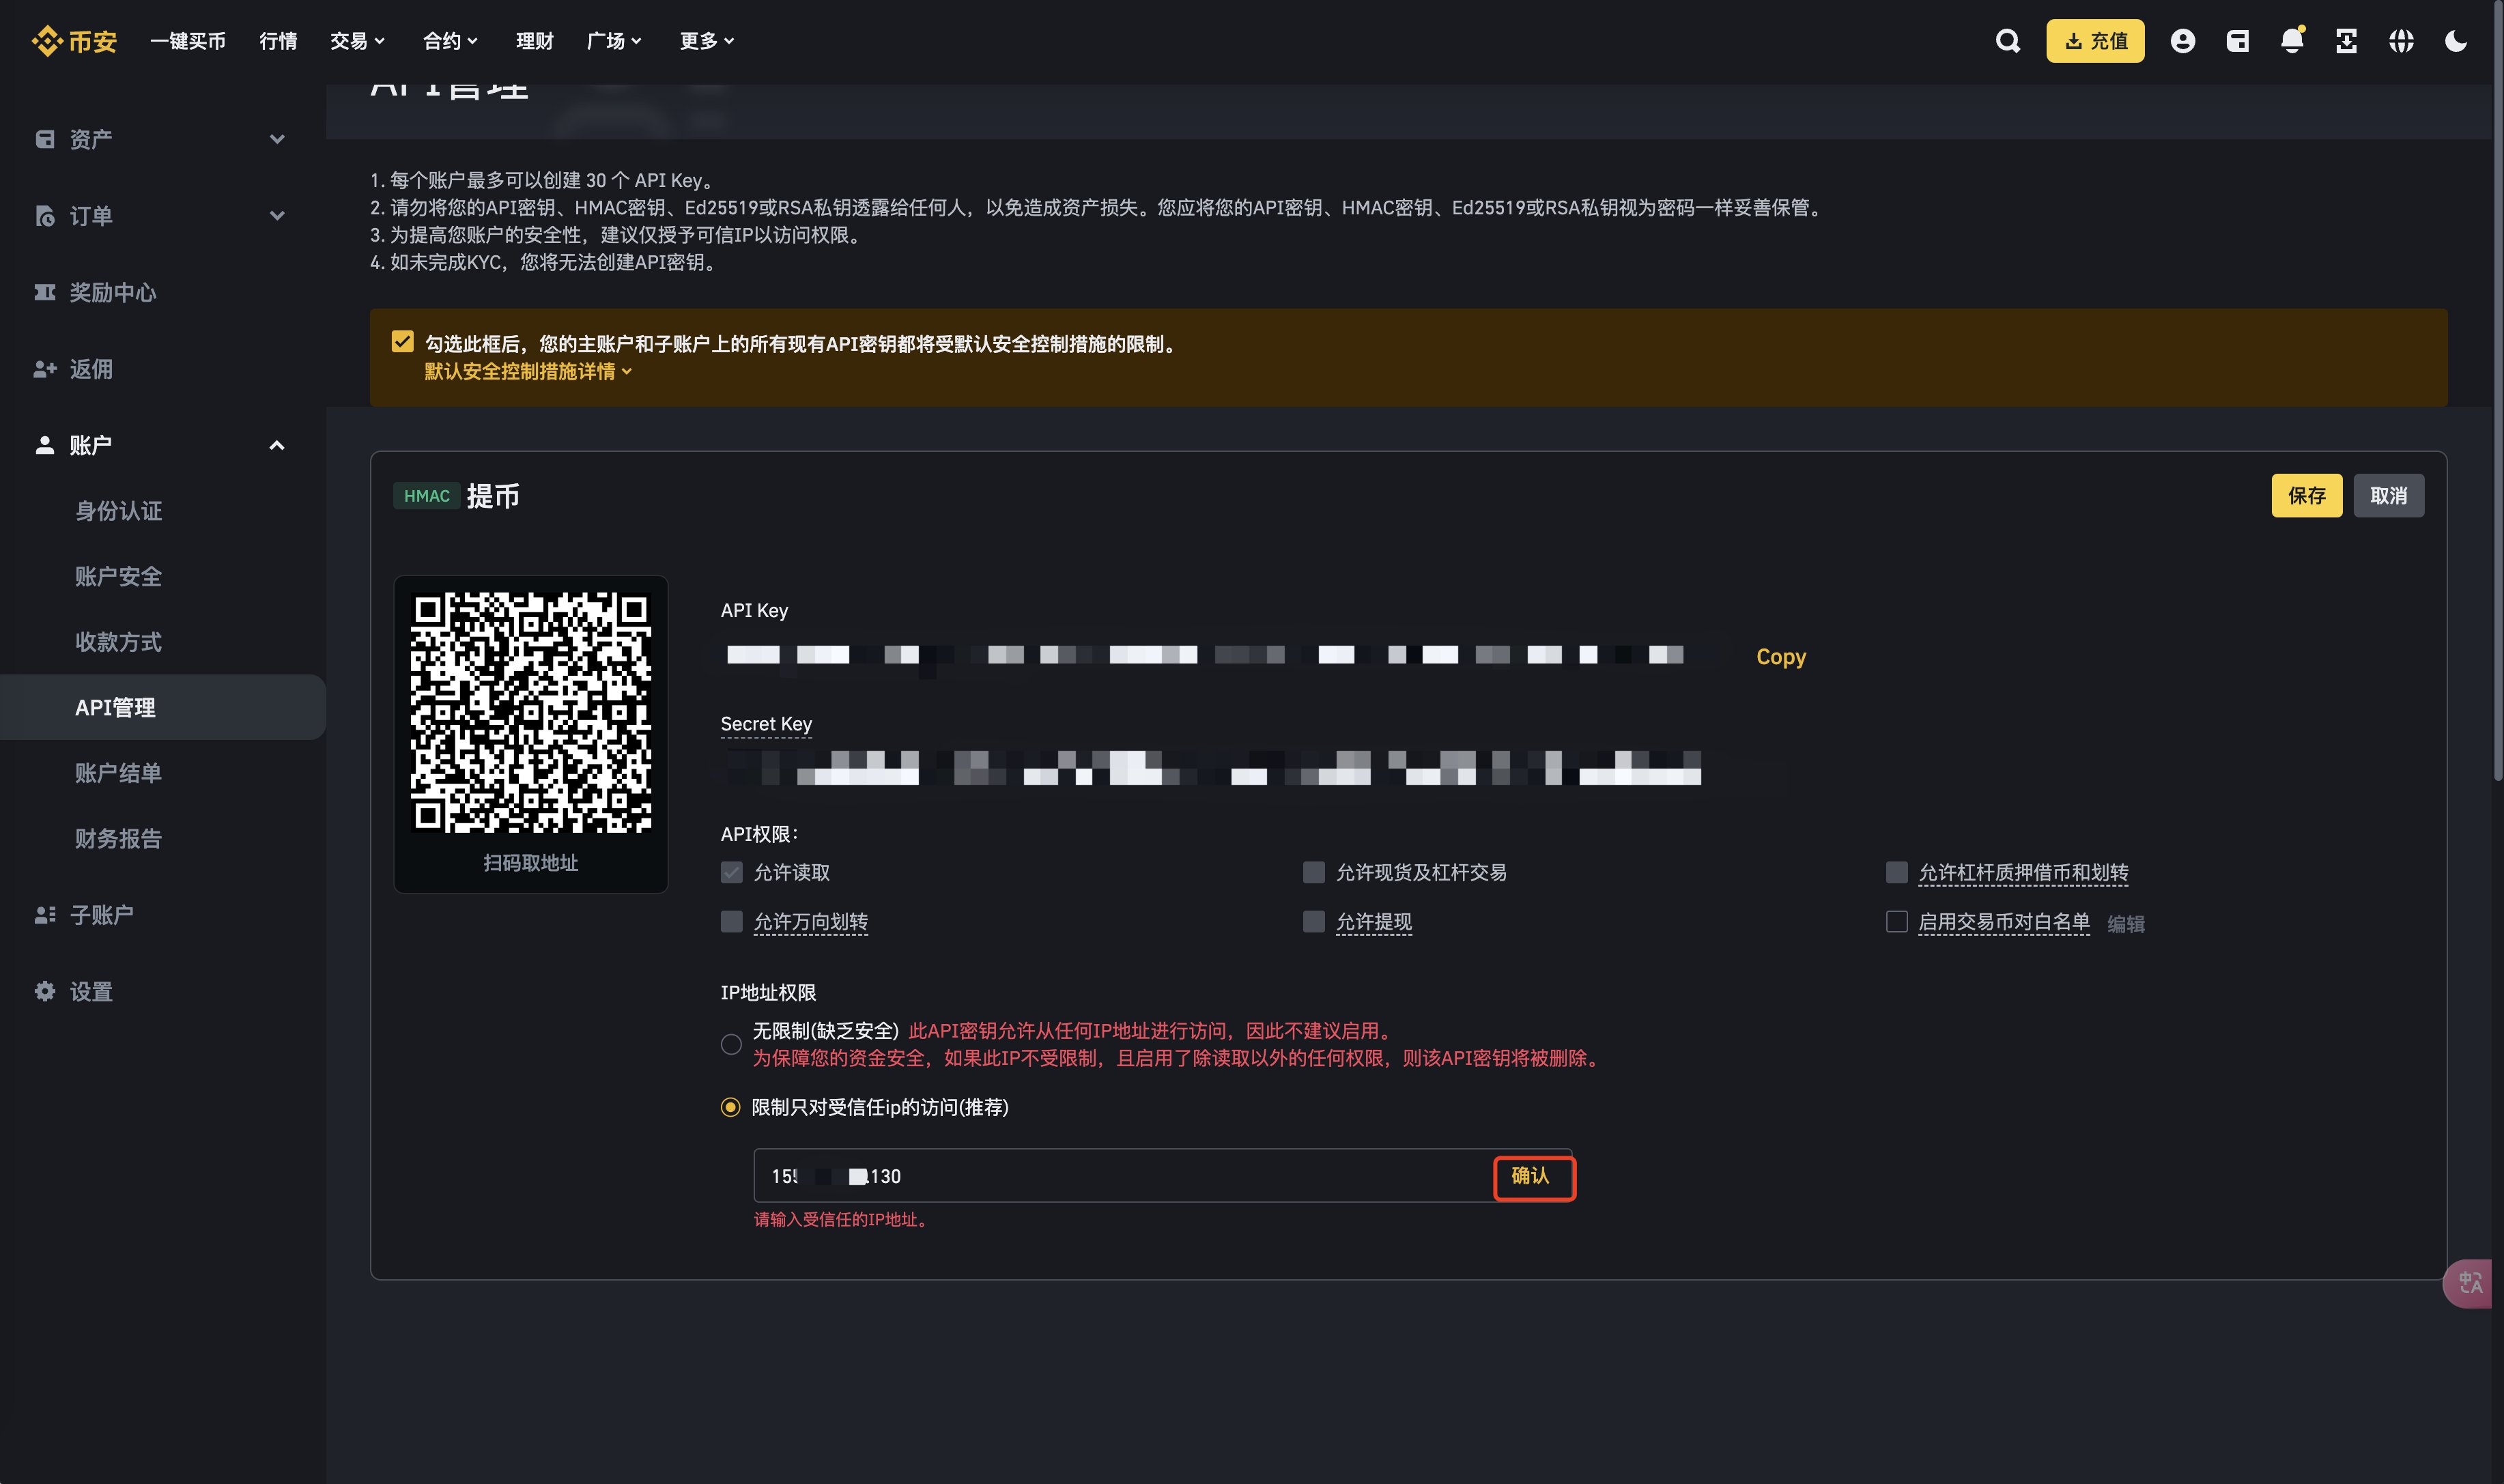 币安
一键买币
行情
交易
合约
理财
广场
更多
充值
API管理
资产
订单
奖励中心
返佣
账户
身份认证
账户安全
收款方式
API管理
账户结单
财务报告
子账户
设置
1. 每个账户最多可以创建 30 个 API Key。
2. 请勿将您的API密钥、HMAC密钥、Ed25519或RSA私钥透露给任何人，以免造成资产损失。您应将您的API密钥、HMAC密钥、Ed25519或RSA私钥视为密码一样妥善保管。
3. 为提高您账户的安全性，建议仅授予可信IP以访问权限。
4. 如未完成KYC，您将无法创建API密钥。
勾选此框后，您的主账户和子账户上的所有现有API密钥都将受默认安全控制措施的限制。
默认安全控制措施详情
HMAC 提币
保存
取消
扫码取地址
API Key
Copy
Secret Key
API权限：
允许读取
允许现货及杠杆交易
允许杠杆质押借币和划转
允许万向划转
允许提现
启用交易币对白名单
编辑
IP地址权限
无限制(缺乏安全) 此API密钥允许从任何IP地址进行访问，因此不建议启用。
为保障您的资金安全，如果此IP不受限制，且启用了除读取以外的任何权限，则该API密钥将被删除。
限制只对受信任ip的访问(推荐)
.130
确认
请输入受信任的IP地址。
中A